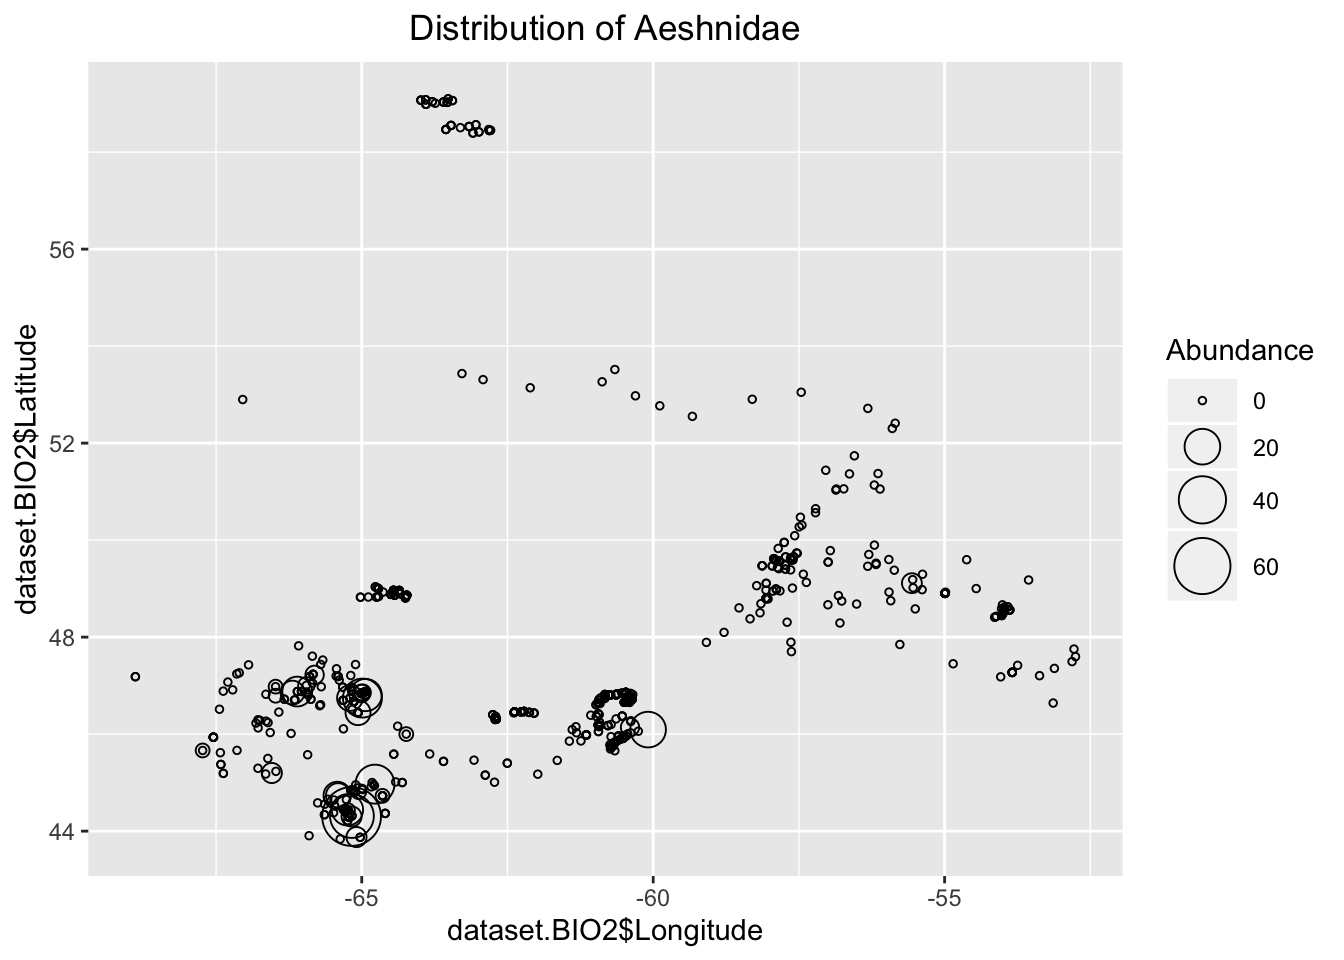 Distribution of Aeshnidae
dataset.BIO2$Latitude
56
52
48
44
-65
-60
-55
dataset.BIO2$Longitude
Abundance
0
20
40
60